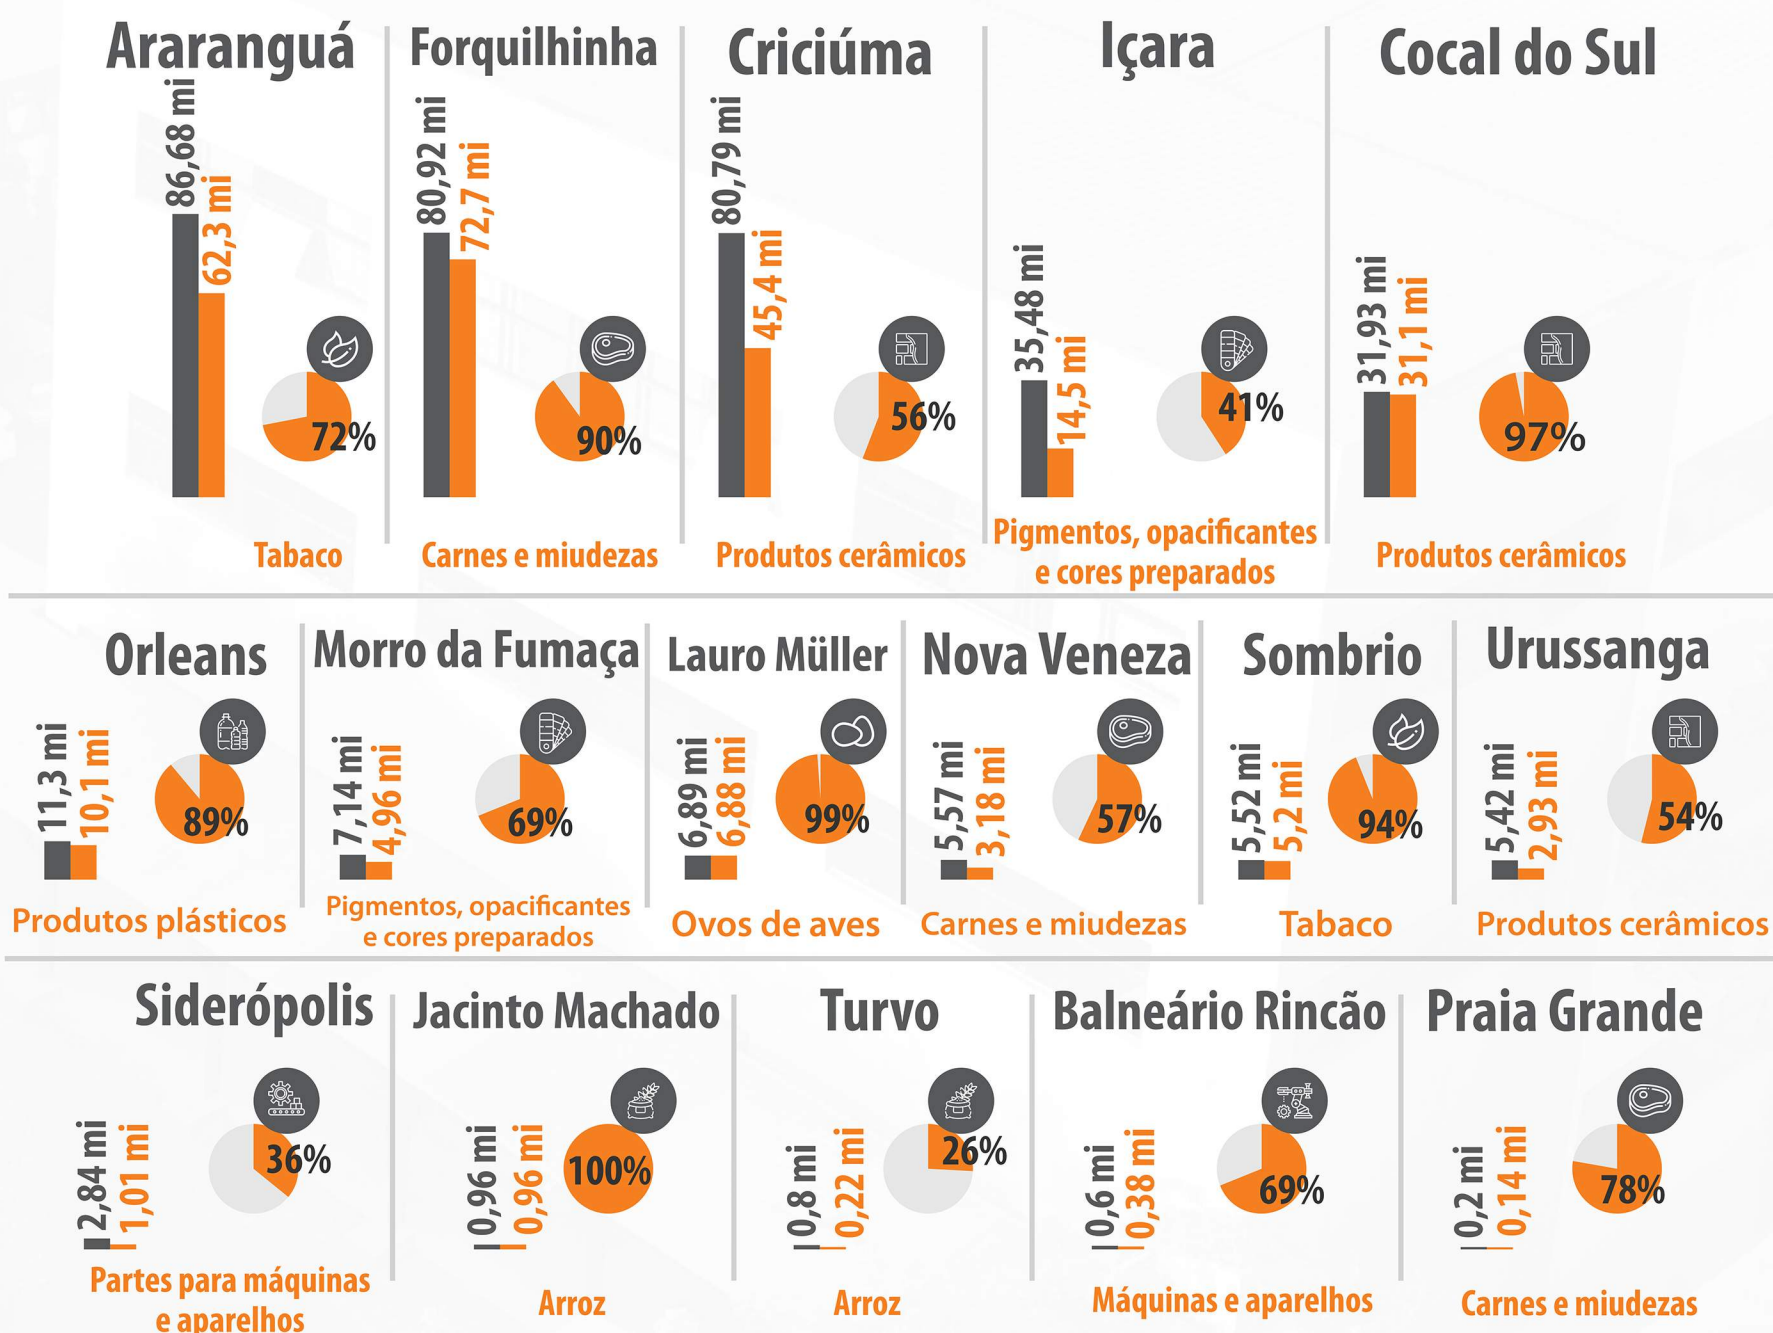 Araranguá
86,68 mi
62,3 mi
72%
Tabaco
Forquilhinha
80,92 mi
72,7 mi
90%
Carnes e miudezas
Criciúma
80,79 mi
45,4 mi
56%
Produtos cerâmicos
Içara
35,48 mi
14,5 mi
41%
Pigmentos, opacificantes
e cores preparados
Cocal do Sul
31,93 mi
31,1 mi
97%
Produtos cerâmicos
Orleans
11,3 mi
10,1 mi
89%
Produtos plásticos
Morro da Fumaça
7,14 mi
4,96 mi
69%
Pigmentos, opacificantes
e cores preparados
Lauro Müller
6,89 mi
6,88 mi
99%
Ovos de aves
Nova Veneza
5,57 mi
3,18 mi
57%
Carnes e miudezas
Sombrio
5,52 mi
5,2 mi
94%
Tabaco
Urussanga
5,42 mi
2,93 mi
54%
Produtos cerâmicos
Siderópolis
2,84 mi
1,01 mi
36%
Partes para máquinas
e aparelhos
Jacinto Machado
0,96 mi
0,96 mi
100%
Arroz
Turvo
0,8 mi
0,22 mi
26%
Arroz
Balneário Rincão
0,6 mi
0,38 mi
69%
Máquinas e aparelhos
Praia Grande
0,2 mi
0,14 mi
78%
Carnes e miudezas